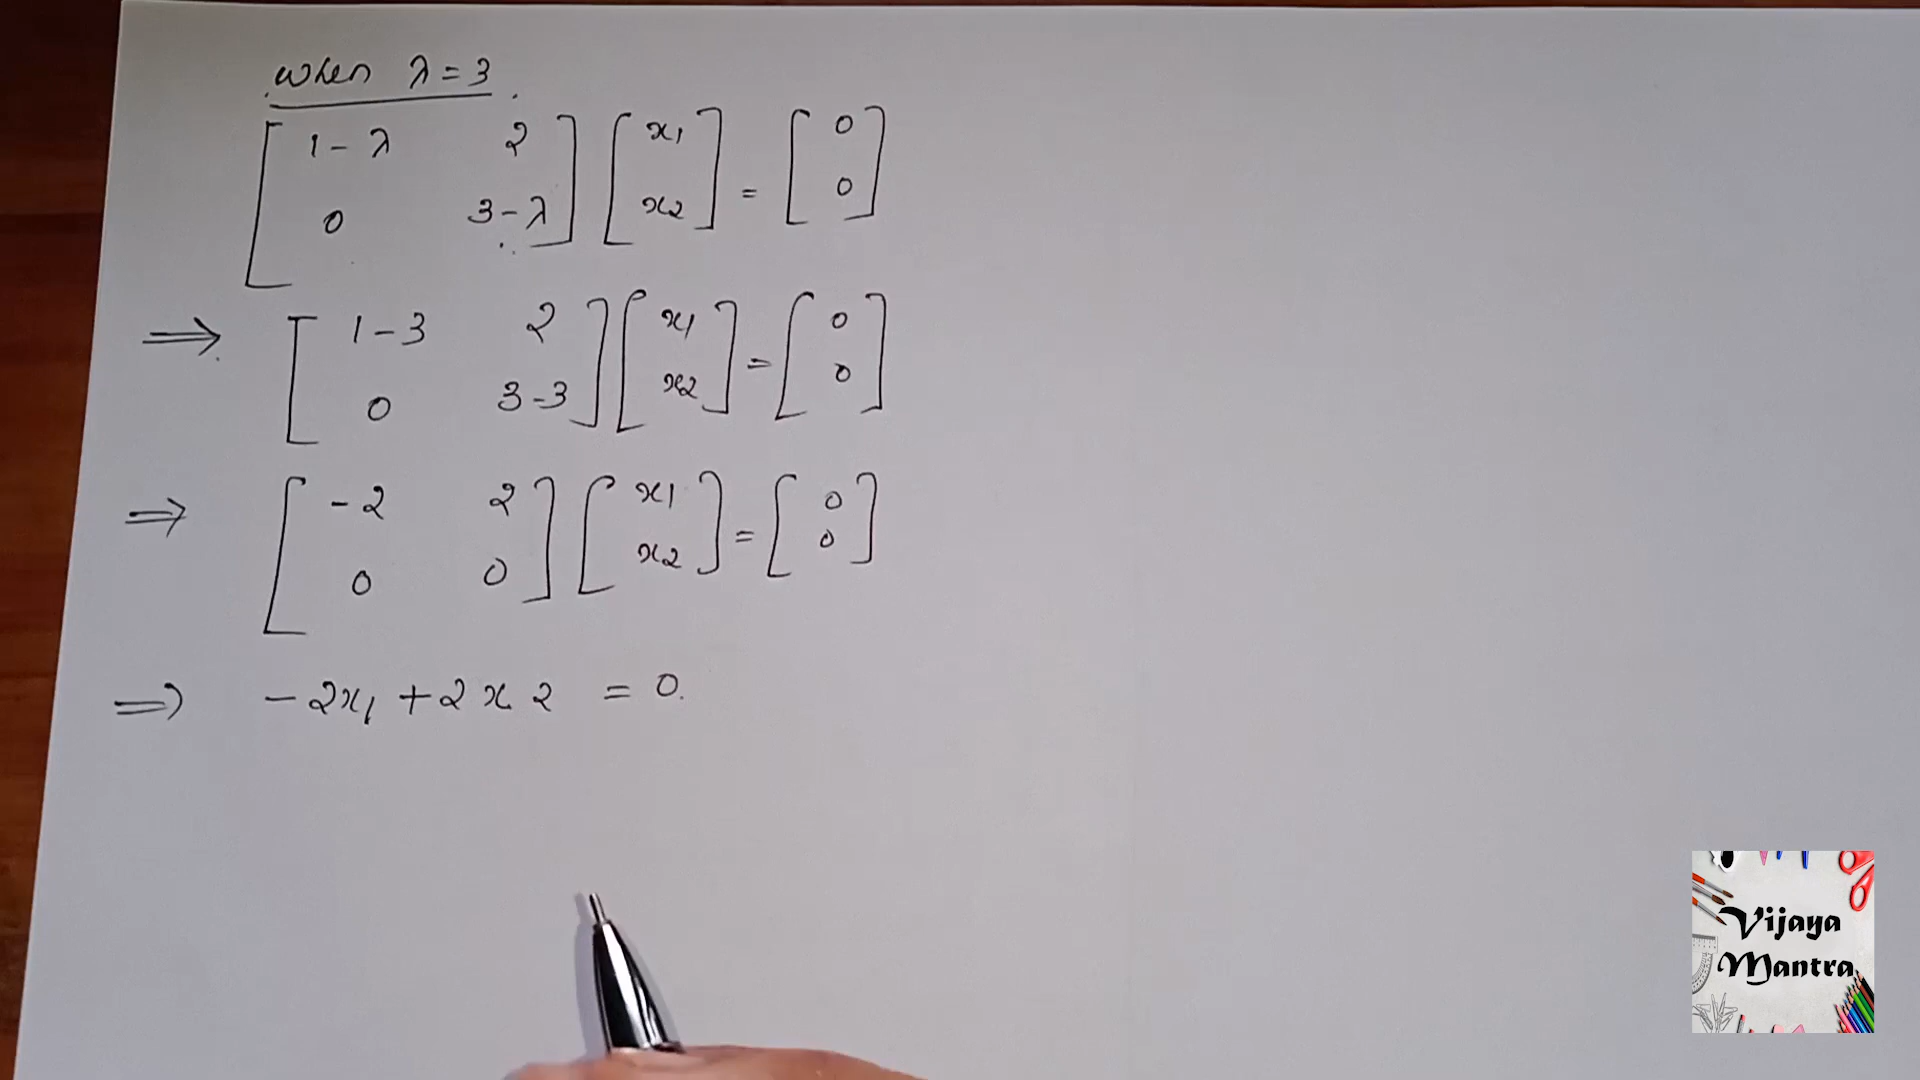 when λ = 3
[ 1 - λ 2 ] [ x1 ] = [ 0 ]
[ 0 3 - λ ] [ x2 ] [ 0 ]
⇒ [ 1 - 3 2 ] [ x1 ] = [ 0 ]
[ 0 3 - 3 ] [ x2 ] [ 0 ]
⇒ [ - 2 2 ] [ x1 ] = [ 0 ]
[ 0 0 ] [ x2 ] [ 0 ]
⇒ - 2x1 + 2x2 = 0.
Vijaya
Mantra